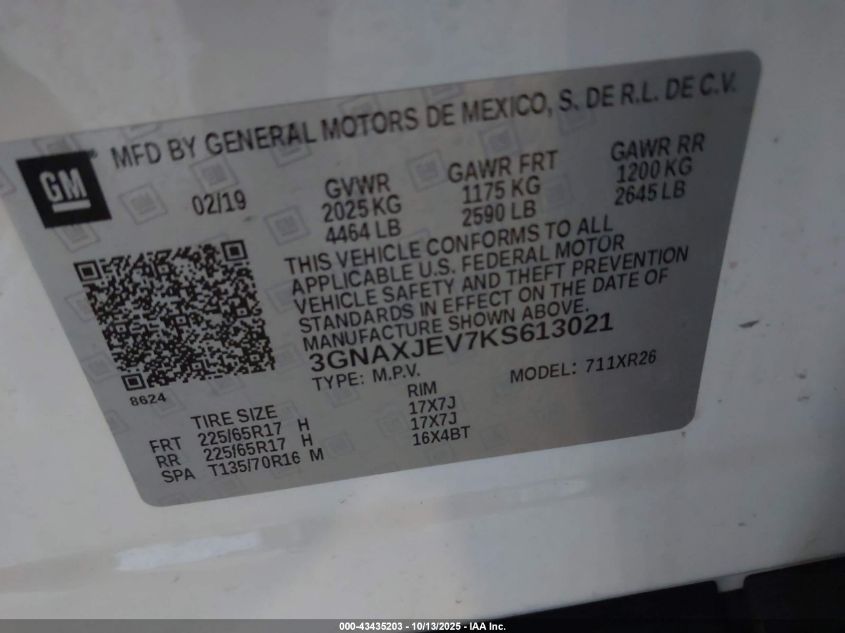 MFD BY GENERAL MOTORS DE MEXICO, S. DE R.L. DE C.V.
GM
02/19
GVWR
2025 KG
4464 LB
GAWR FRT
1175 KG
2590 LB
GAWR RR
1200 KG
2645 LB
THIS VEHICLE CONFORMS TO ALL
APPLICABLE U.S. FEDERAL MOTOR
VEHICLE SAFETY AND THEFT PREVENTION
STANDARDS IN EFFECT ON THE DATE OF
MANUFACTURE SHOWN ABOVE.
3GNAXJEV7KS613021
TYPE: M.P.V. MODEL: 711XR26
8624
TIRE SIZE RIM
FRT 225/65R17 H 17X7J
RR 225/65R17 H 17X7J
SPA T135/70R16 M 16X4BT
000-43435203 - 10/13/2025 - IAA Inc.